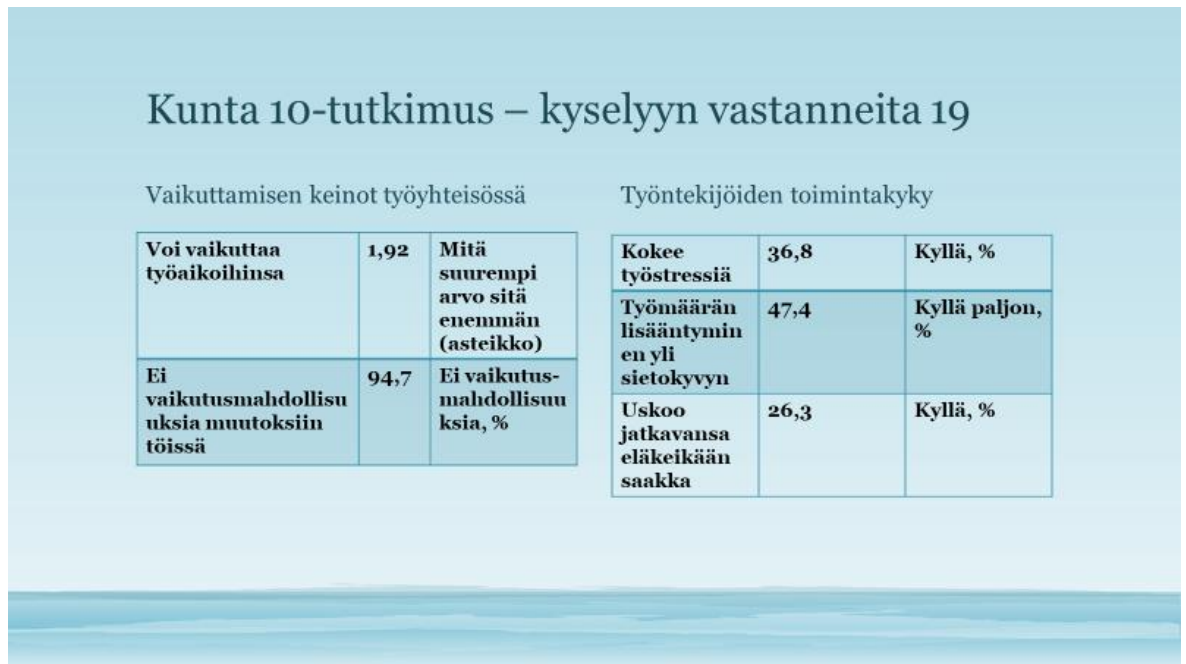 Kunta 10-tutkimus – kyselyyn vastanneita 19
Vaikuttamisen keinot työyhteisössä
Voi vaikuttaa
työaikoihinsa
1,92
Mitä
suurempi
arvo sitä
enemmän
(asteikko)
Ei
vaikutusmahdollisu
uksia muutoksiin
töissä
94,7
Ei vaikutus-
mahdollisuu
ksia, %
Työntekijöiden toimintakyky
Kokee
työstressiä
36,8
Kyllä, %
Työmäärän
lisääntymin
en yli
sietokyvyn
47,4
Kyllä paljon,
%
Uskoo
jatkavansa
eläkeikään
saakka
26,3
Kyllä, %